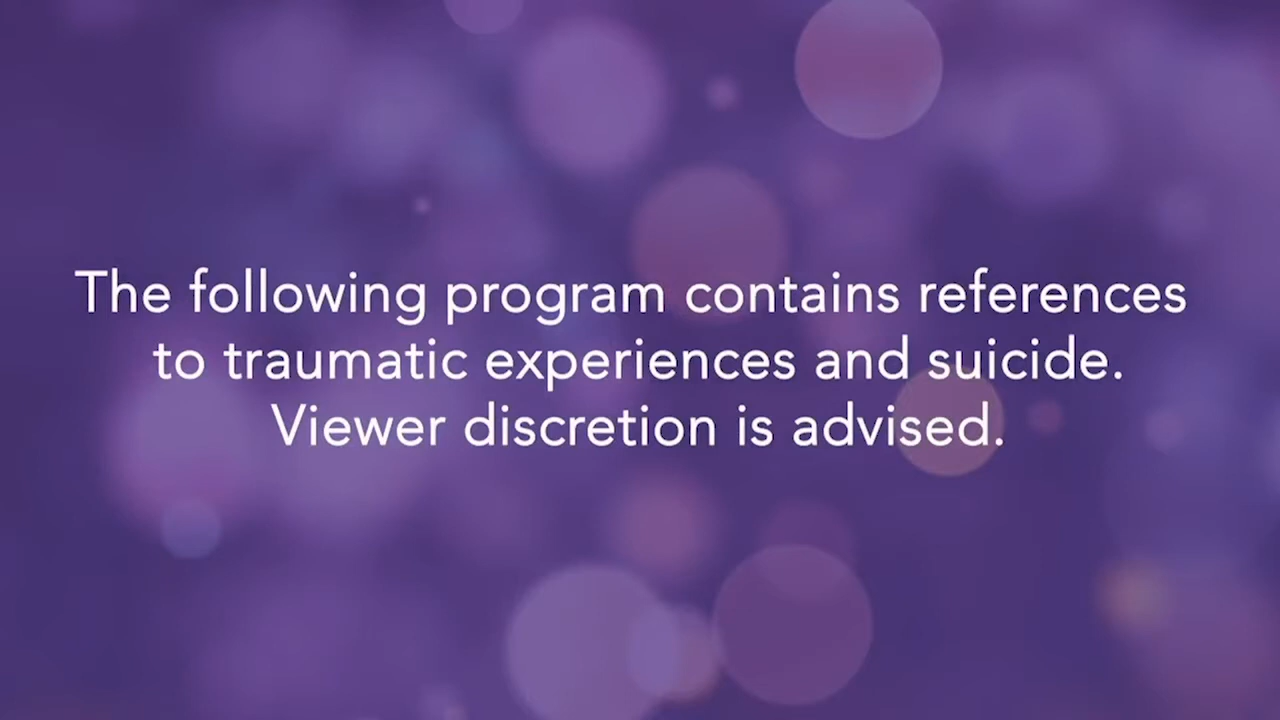 The following program contains references
to traumatic experiences and suicide.
Viewer discretion is advised.